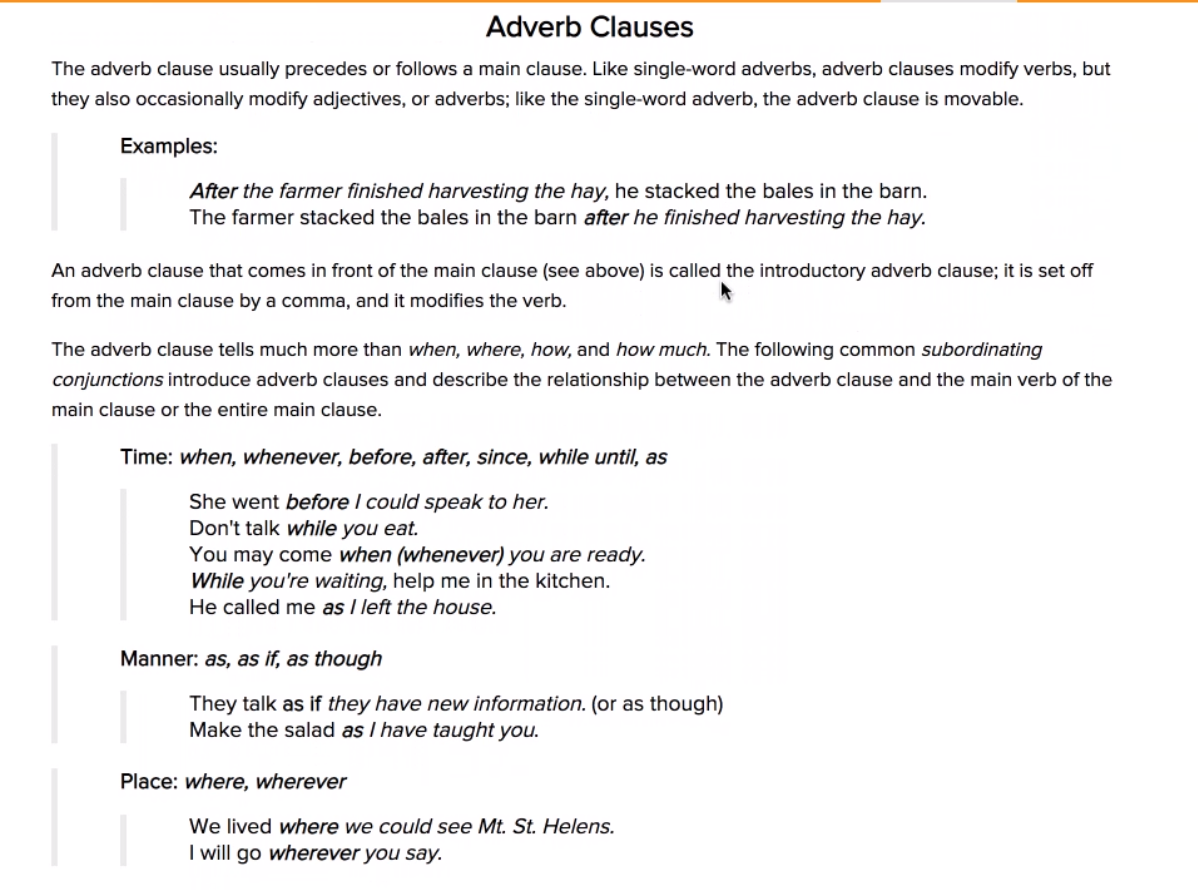 Adverb Clauses
The adverb clause usually precedes or follows a main clause. Like single-word adverbs, adverb clauses modify verbs, but
they also occasionally modify adjectives, or adverbs; like the single-word adverb, the adverb clause is movable.
Examples:
After the farmer finished harvesting the hay, he stacked the bales in the barn.
The farmer stacked the bales in the barn after he finished harvesting the hay.
An adverb clause that comes in front of the main clause (see above) is called the introductory adverb clause; it is set off
from the main clause by a comma, and it modifies the verb.
The adverb clause tells much more than when, where, how, and how much. The following common subordinating
conjunctions introduce adverb clauses and describe the relationship between the adverb clause and the main verb of the
main clause or the entire main clause.
Time: when, whenever, before, after, since, while until, as
She went before I could speak to her.
Don't talk while you eat.
You may come when (whenever) you are ready.
While you're waiting, help me in the kitchen.
He called me as I left the house.
Manner: as, as if, as though
They talk as if they have new information. (or as though)
Make the salad as I have taught you.
Place: where, wherever
We lived where we could see Mt. St. Helens.
I will go wherever you say.